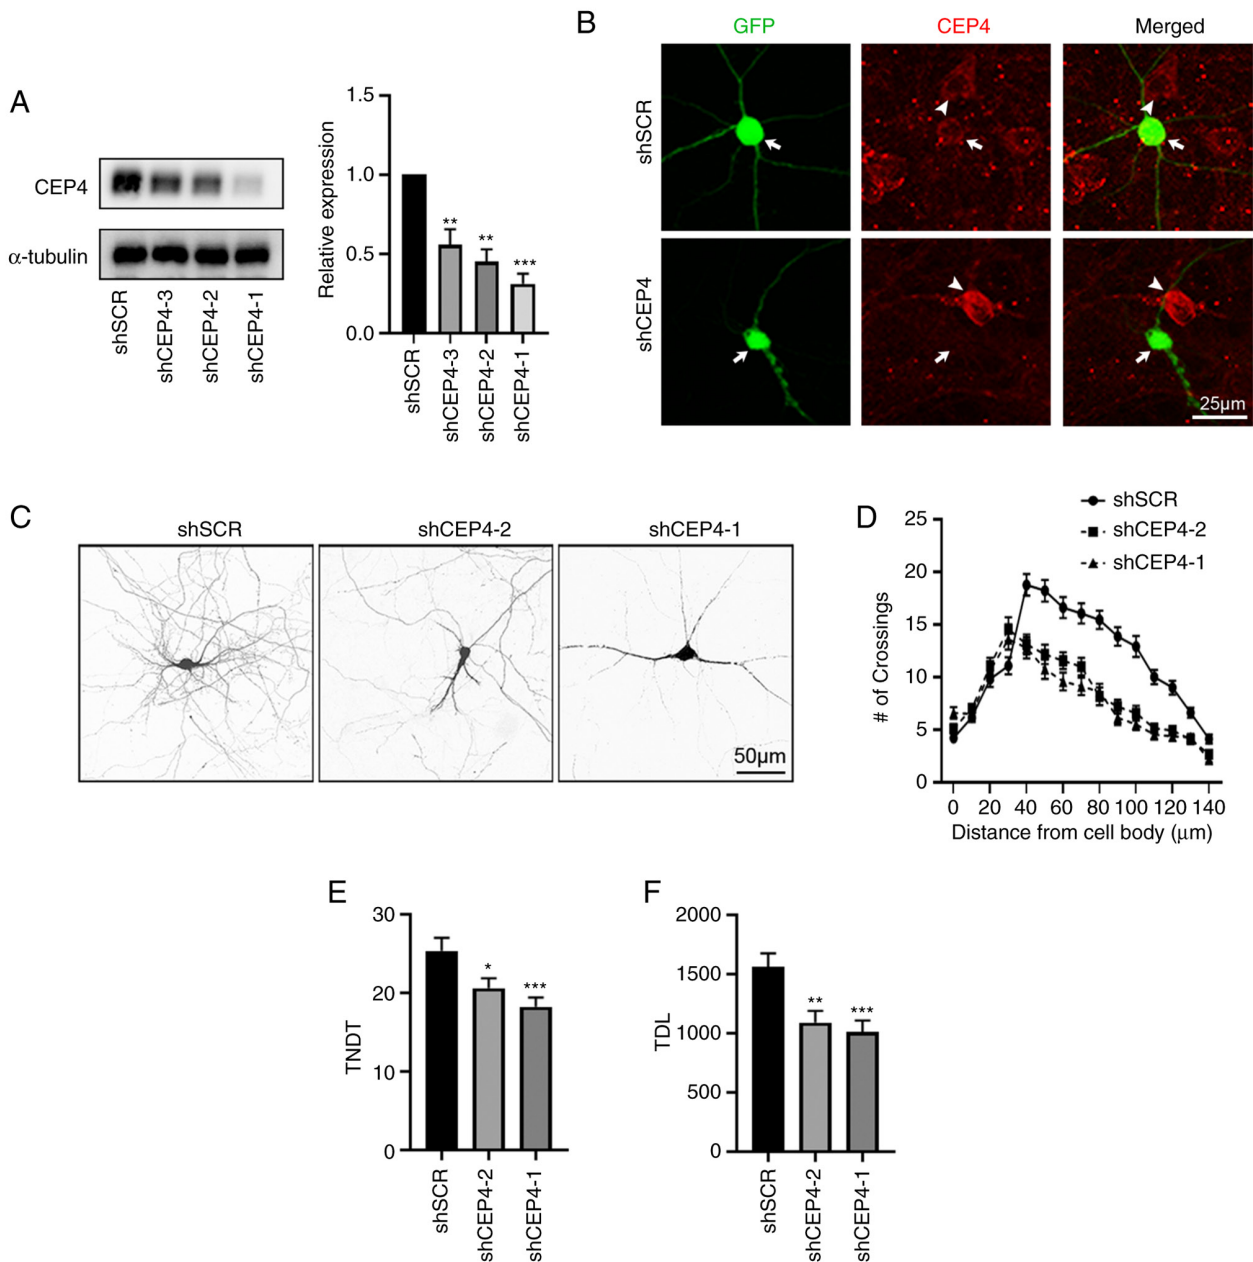 A
CEP4
α-tubulin
shSCR
shCEP4-3
shCEP4-2
shCEP4-1
Relative expression
1.5
1.0
0.5
0.0
**
**
***
shSCR
shCEP4-3
shCEP4-2
shCEP4-1
B
GFP
CEP4
Merged
shSCR
shCEP4
25μm
C
shSCR
shCEP4-2
shCEP4-1
50μm
D
shSCR
shCEP4-2
shCEP4-1
# of Crossings
25
20
15
10
5
0
0 20 40 60 80 100 120 140
Distance from cell body (μm)
E
TNDT
30
20
10
0
*
***
shSCR
shCEP4-2
shCEP4-1
F
TDL
2000
1500
1000
500
0
**
***
shSCR
shCEP4-2
shCEP4-1